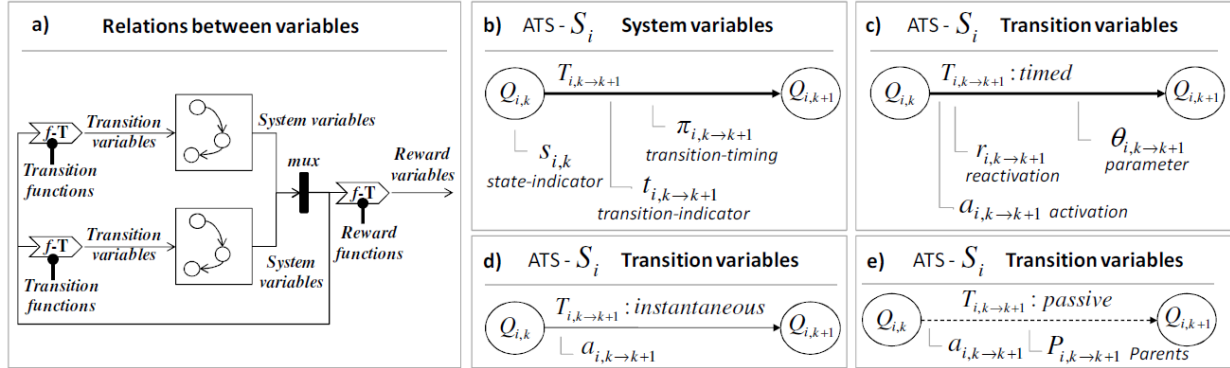 a) Relations between variables
f-T
Transition
variables
System variables
Transition
functions
mux
Reward
variables
f-T
Reward
functions
f-T
Transition
variables
System
variables
Transition
functions
b) ATS - S_i System variables
Q_{i,k}
T_{i,k→k+1}
Q_{i,k+1}
π_{i,k→k+1}
transition-timing
s_{i,k}
state-indicator
t_{i,k→k+1}
transition-indicator
c) ATS - S_i Transition variables
Q_{i,k}
T_{i,k→k+1} : timed
Q_{i,k+1}
r_{i,k→k+1}
reactivation
θ_{i,k→k+1}
parameter
a_{i,k→k+1} activation
d) ATS - S_i Transition variables
Q_{i,k}
T_{i,k→k+1} : instantaneous
Q_{i,k+1}
a_{i,k→k+1}
e) ATS - S_i Transition variables
Q_{i,k}
T_{i,k→k+1} : passive
Q_{i,k+1}
a_{i,k→k+1}
P_{i,k→k+1} Parents